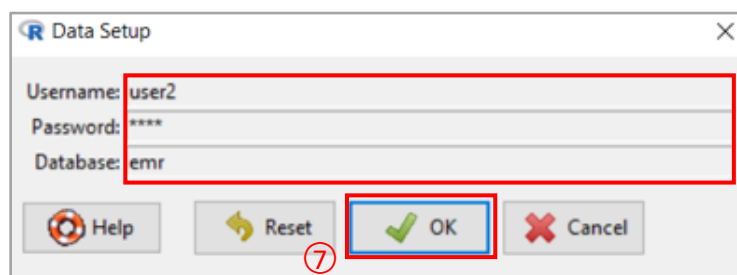 R Data Setup
Username: user2
Password: ****
Database: emr
Help Reset OK Cancel
⑦